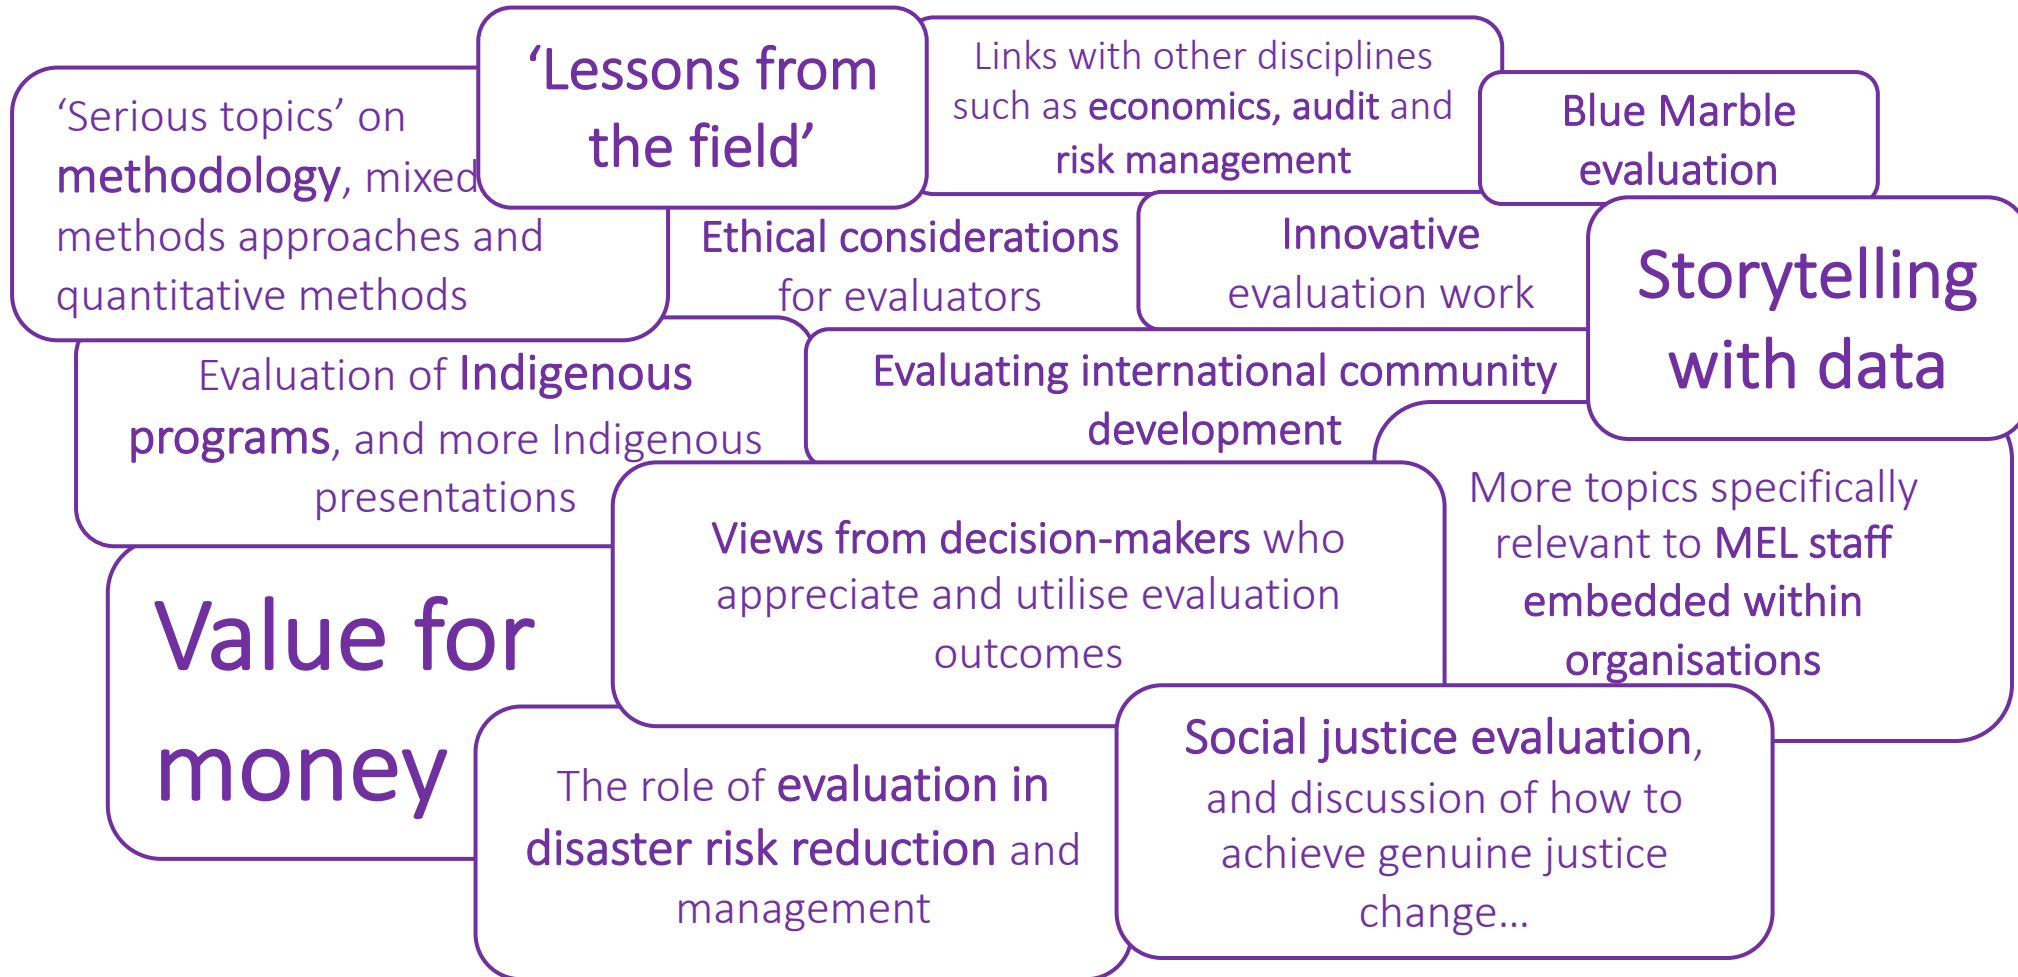 ‘Serious topics’ on
methodology, mixed
methods approaches and
quantitative methods
‘Lessons from
the field’
Links with other disciplines
such as economics, audit and
risk management
Blue Marble
evaluation
Ethical considerations
for evaluators
Innovative
evaluation work
Storytelling
with data
Evaluation of Indigenous
programs, and more Indigenous
presentations
Evaluating international community
development
Views from decision-makers who
appreciate and utilise evaluation
outcomes
More topics specifically
relevant to MEL staff
embedded within
organisations
Value for
money
The role of evaluation in
disaster risk reduction and
management
Social justice evaluation,
and discussion of how to
achieve genuine justice
change...